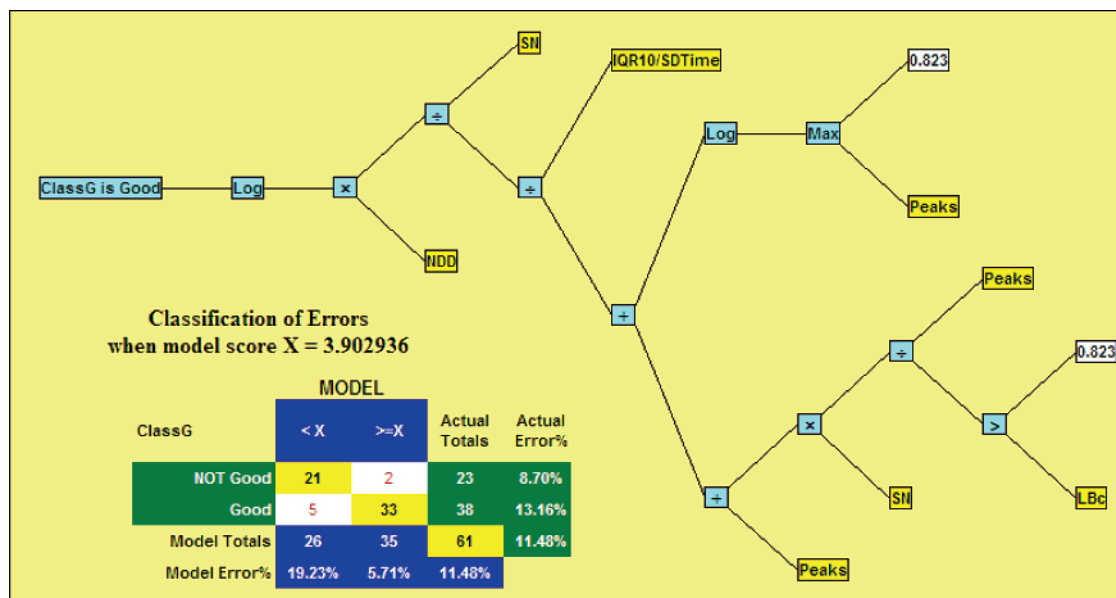 SN
IQR10/SDTime
0.823
÷
Log
Max
ClassG is Good
Log
×
÷
Peaks
NDD
Peaks
+
Classification of Errors
when model score X = 3.902936
÷
0.823
MODEL
ClassG
< X
>=X
Actual
Totals
Actual
Error%
×
>
NOT Good 21 2 23 8.70%
÷
SN
LBc
Good 5 33 38 13.16%
Model Totals 26 35 61 11.48%
Model Error% 19.23% 5.71% 11.48%
Peaks